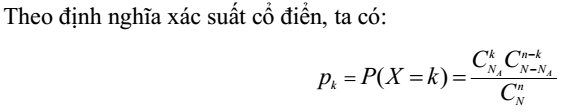 Theo định nghĩa xác suất cổ điển, ta có:
$p_k = P(X = k) = \frac{C_{N_A}^{k} C_{N-N_A}^{n-k}}{C_N^n}$